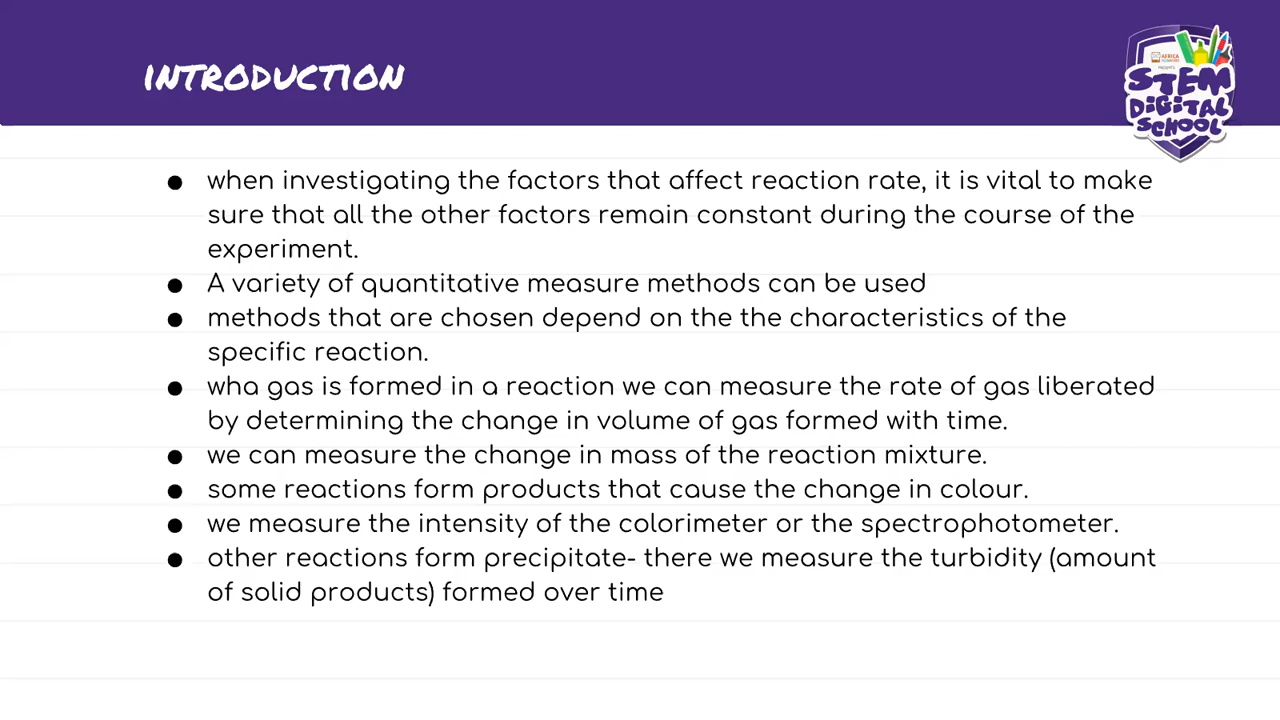 INTRODUCTION
AFRICA
STEM
DIGITAL
SCHOOL
● when investigating the factors that affect reaction rate, it is vital to make
sure that all the other factors remain constant during the course of the
experiment.
● A variety of quantitative measure methods can be used
● methods that are chosen depend on the the characteristics of the
specific reaction.
● wha gas is formed in a reaction we can measure the rate of gas liberated
by determining the change in volume of gas formed with time.
● we can measure the change in mass of the reaction mixture.
● some reactions form products that cause the change in colour.
● we measure the intensity of the colorimeter or the spectrophotometer.
● other reactions form precipitate- there we measure the turbidity (amount
of solid products) formed over time